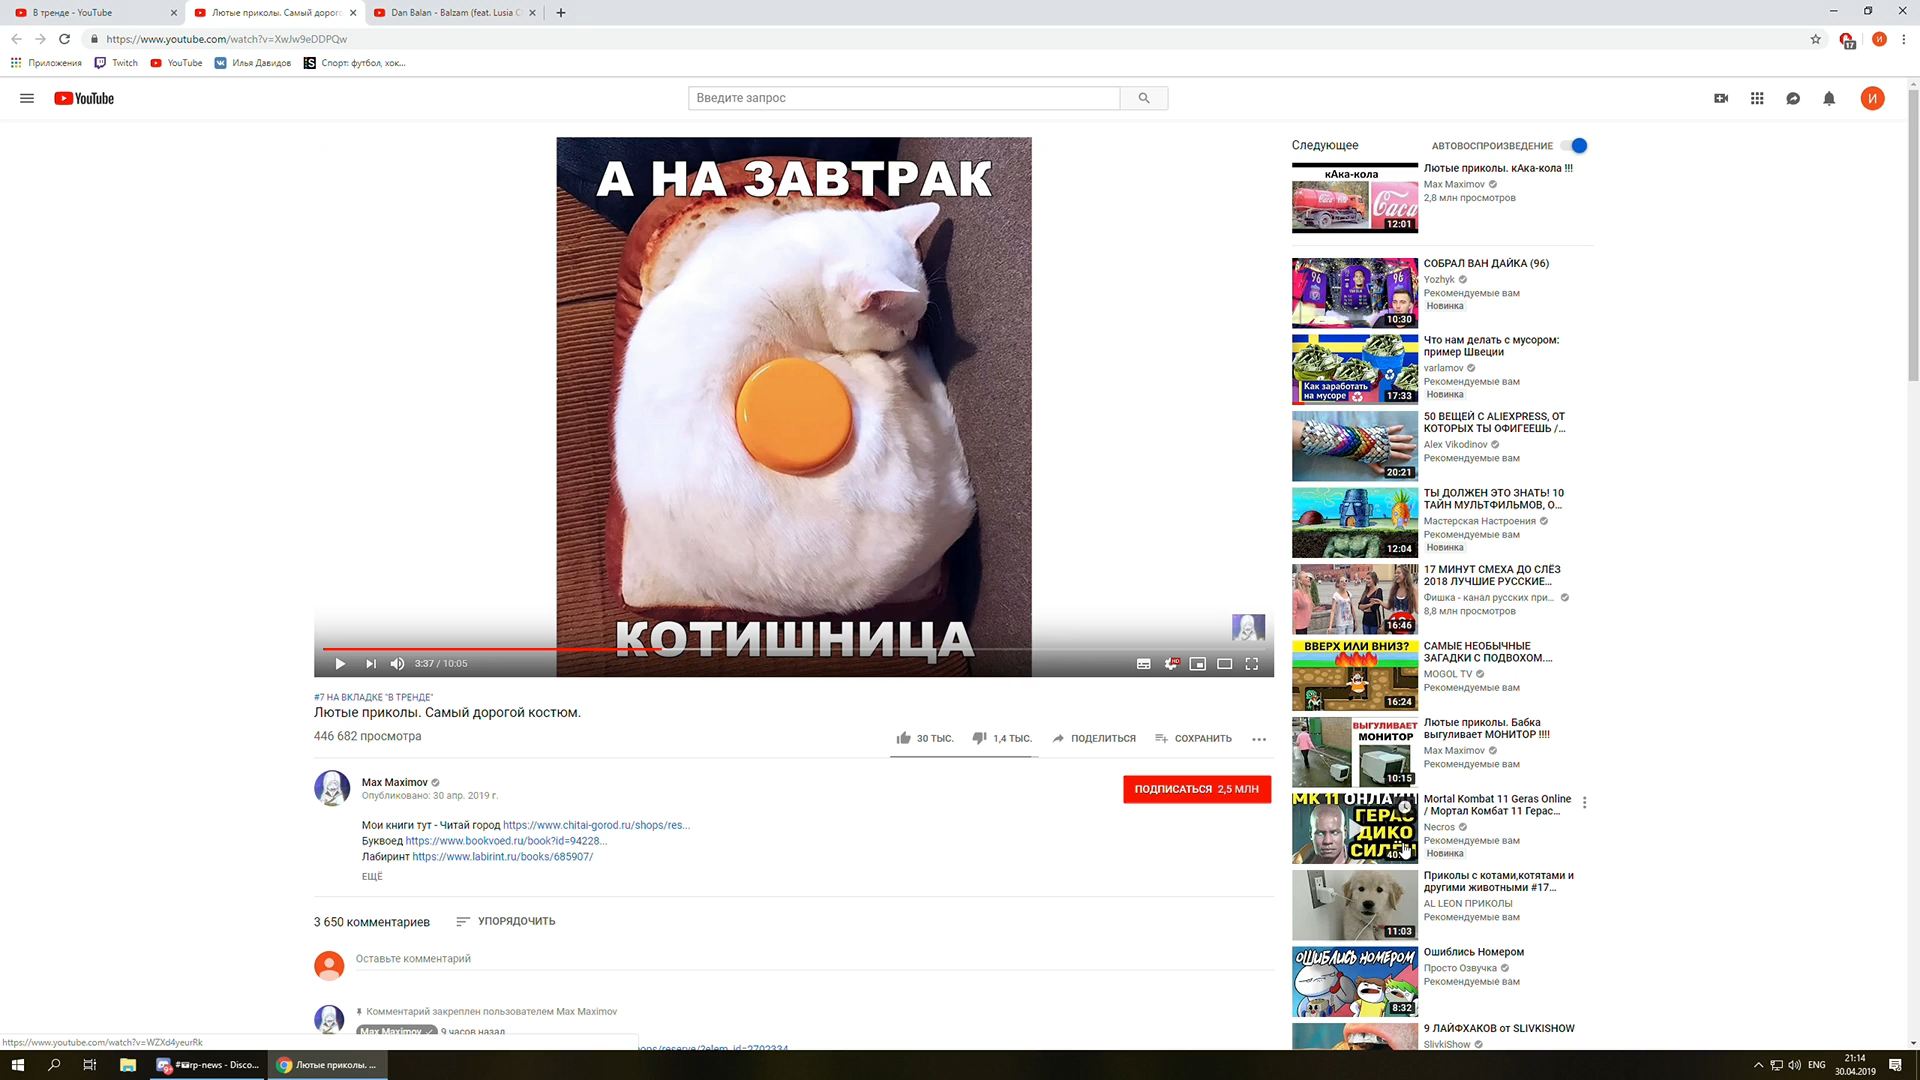 В тренде - YouTube
Лютые приколы. Самый дорого
Dan Balan - Balzam (feat. Lusia C
https://www.youtube.com/watch?v=XwJw9eDDPQw
17
И
Приложения
Twitch
YouTube
Илья Давидов
Спорт: футбол, хок...
YouTube
Введите запрос
И
А НА ЗАВТРАК
КОТИШНИЦА
3:37 / 10:05
HD
#7 НА ВКЛАДКЕ "В ТРЕНДЕ"
Лютые приколы. Самый дорогой костюм.
446 682 просмотра
30 ТЫС.
1,4 ТЫС.
ПОДЕЛИТЬСЯ
СОХРАНИТЬ
Max Maximov
Опубликовано: 30 апр. 2019 г.
ПОДПИСАТЬСЯ 2,5 МЛН
Мои книги тут - Читай город https://www.chitai-gorod.ru/shops/res...
Буквоед https://www.bookvoed.ru/book?id=94228...
Лабиринт https://www.labirint.ru/books/685907/
ЕЩЁ
3 650 комментариев
УПОРЯДОЧИТЬ
Оставьте комментарий
Комментарий закреплен пользователем Max Maximov
Max Maximov
9 часов назад
https://www.youtube.com/watch?v=WZXd4yeurRk
Следующее
АВТОВОСПРОИЗВЕДЕНИЕ
кАка-кола
Caca
12:01
Лютые приколы. кАка-кола !!!
Max Maximov
2,8 млн просмотров
96
96
10:30
СОБРАЛ ВАН ДАЙКА (96)
Yozhyk
Рекомендуемые вам
Новинка
Как заработать
на мусоре
17:33
Что нам делать с мусором:
пример Швеции
varlamov
Рекомендуемые вам
Новинка
20:21
50 ВЕЩЕЙ С ALIEXPRESS, ОТ
КОТОРЫХ ТЫ ОФИГЕЕШЬ /...
Alex Vikodinov
Рекомендуемые вам
12:04
ТЫ ДОЛЖЕН ЭТО ЗНАТЬ! 10
ТАЙН МУЛЬТФИЛЬМОВ, О...
Мастерская Настроения
Рекомендуемые вам
Новинка
16:46
17 МИНУТ СМЕХА ДО СЛЁЗ
2018 ЛУЧШИЕ РУССКИЕ...
Фишка - канал русских при...
8,8 млн просмотров
ВВЕРХ ИЛИ ВНИЗ?
16:24
САМЫЕ НЕОБЫЧНЫЕ
ЗАГАДКИ С ПОДВОХОМ....
MOGOL TV
Рекомендуемые вам
ВЫГУЛИВАЕТ
МОНИТОР
10:15
Лютые приколы. Бабка
выгуливает МОНИТОР !!!!
Max Maximov
Рекомендуемые вам
МК 11 ОНЛАЙН
ГЕРАС
ДИКО
СИЛЁН
Mortal Kombat 11 Geras Online
/ Мортал Комбат 11 Герас...
Necros
Рекомендуемые вам
Новинка
11:03
Приколы с котами,котятами и
другими животными #17...
AL LEON ПРИКОЛЫ
Рекомендуемые вам
ОШИБЛИСЬ НОМЕРОМ
8:32
Ошиблись Номером
Просто Озвучка
Рекомендуемые вам
9 ЛАЙФХАКОВ от SLIVKISHOW
SlivkiShow
Лютые приколы. ...
ENG
21:14
30.04.2019